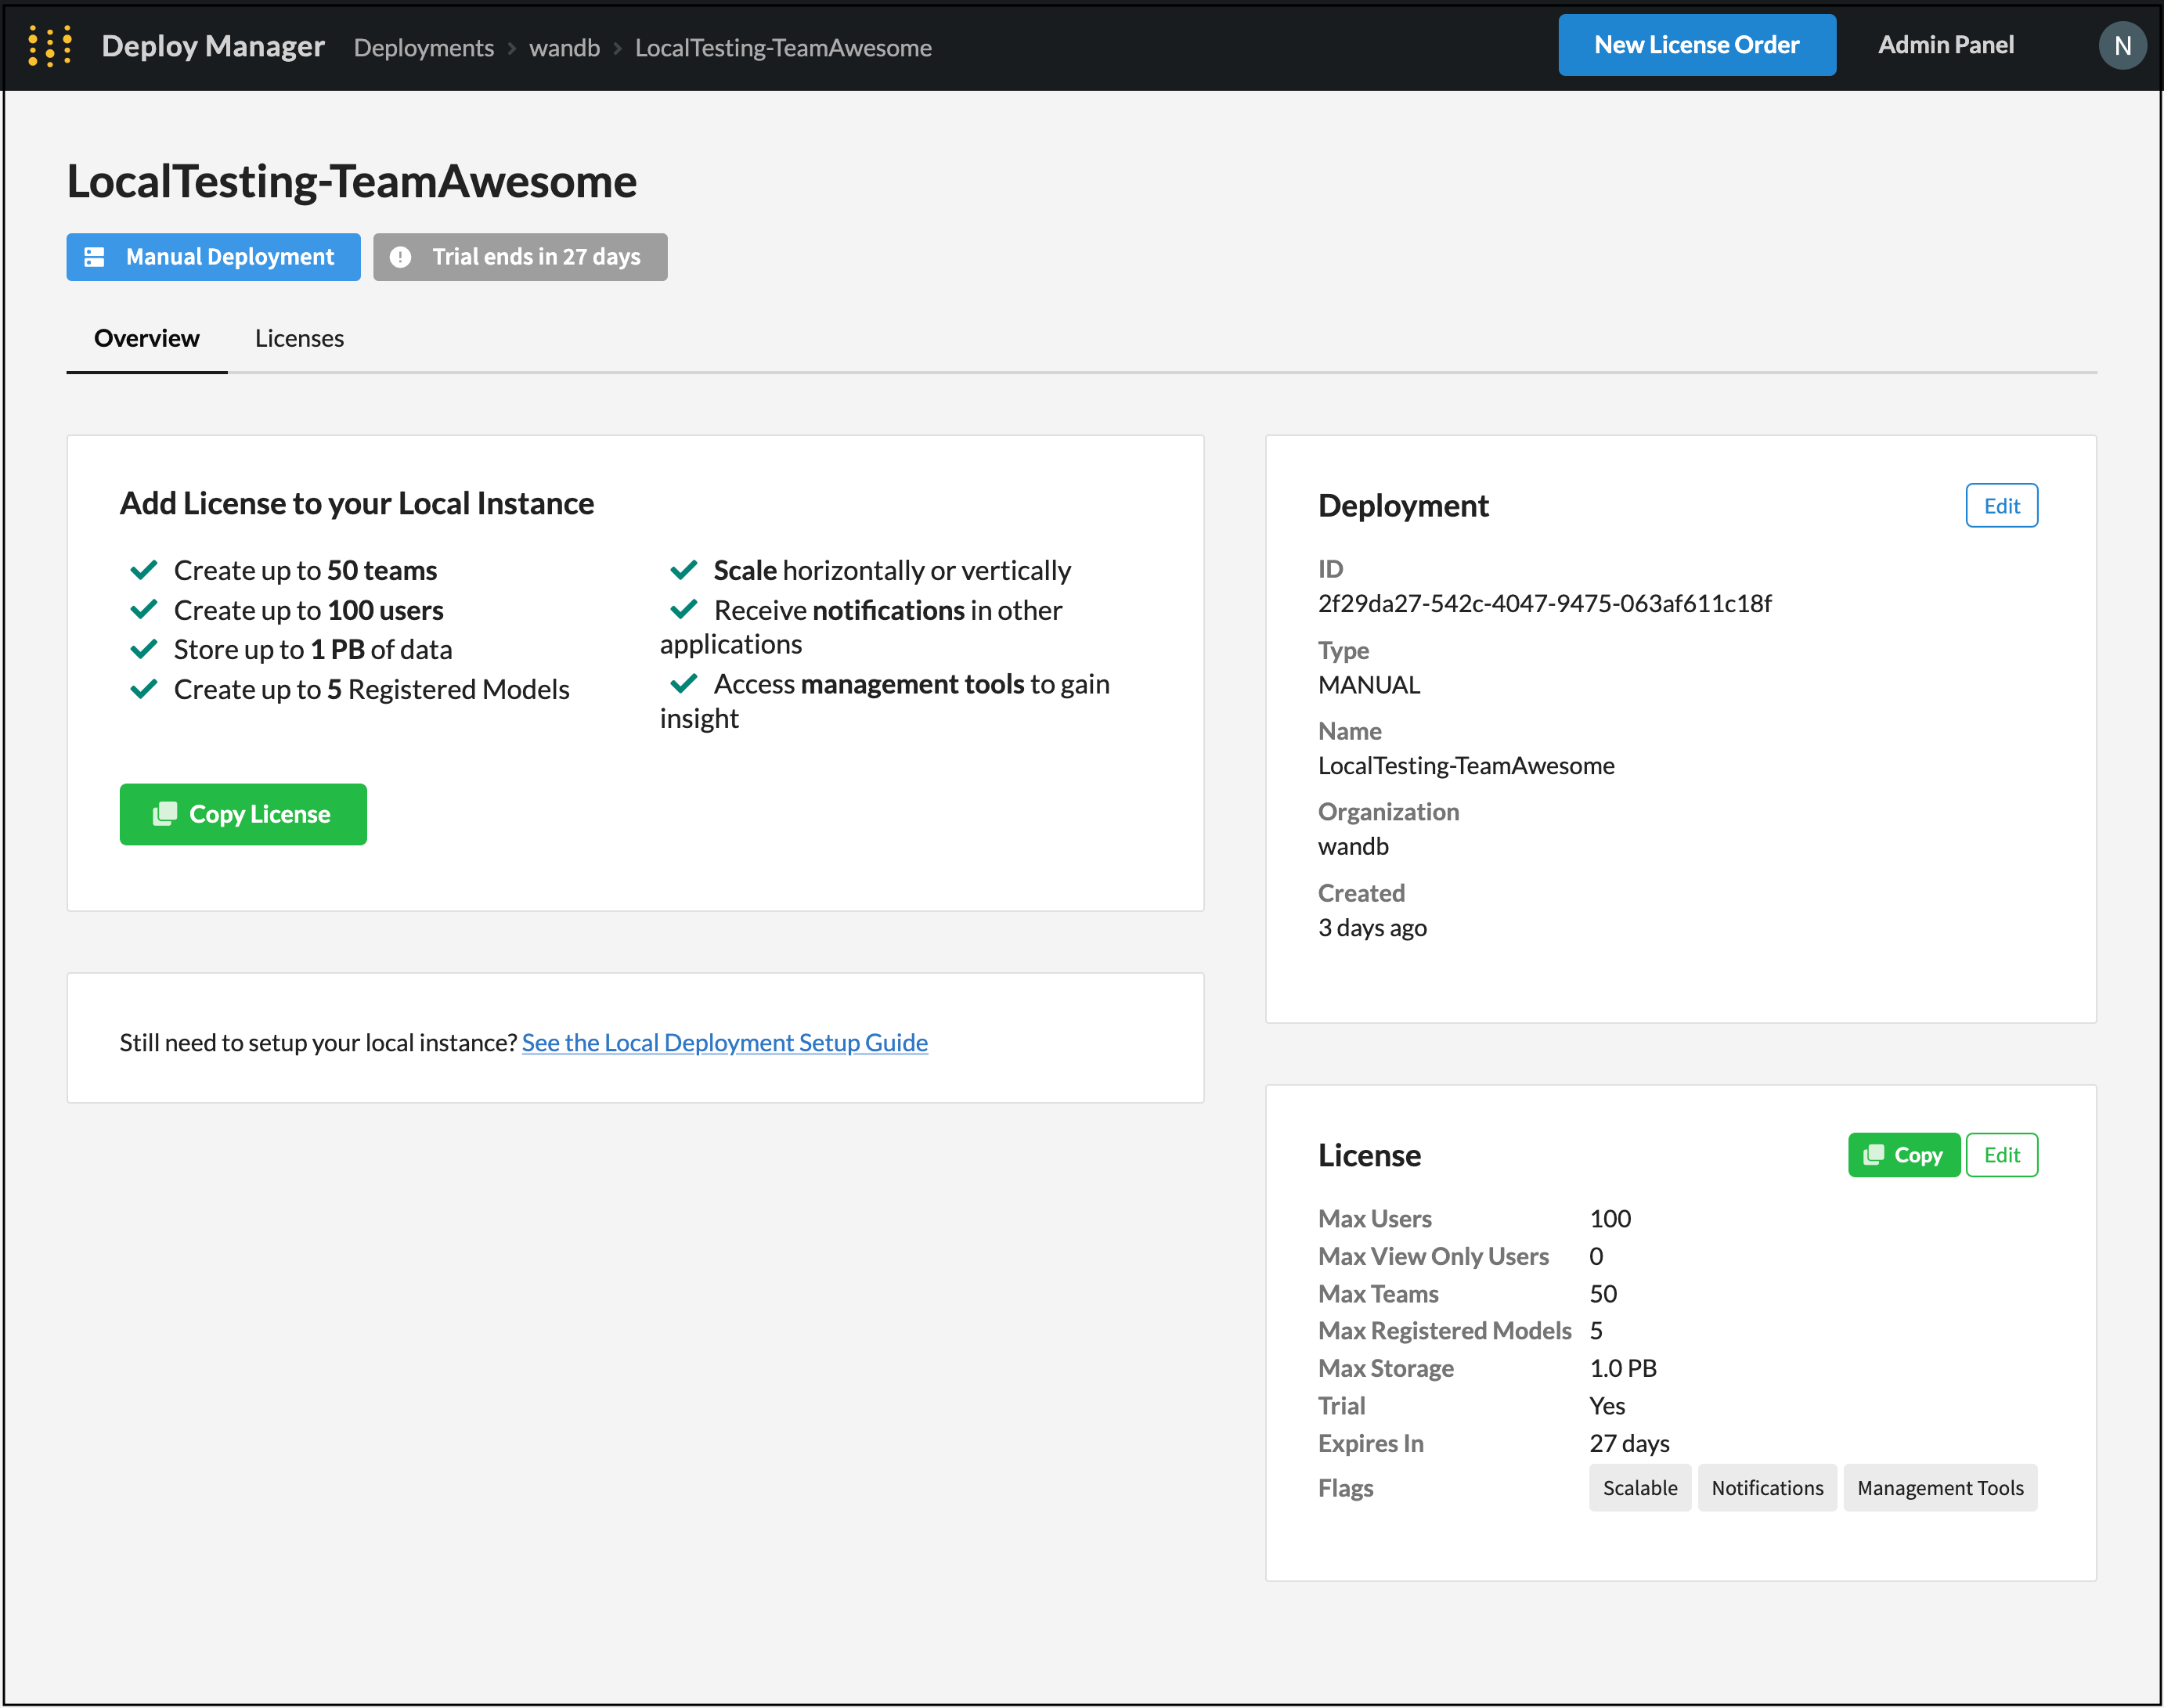 Deploy Manager Deployments wandb LocalTesting-TeamAwesome New License Order Admin Panel N
LocalTesting-TeamAwesome
Manual Deployment Trial ends in 27 days
Overview Licenses
Add License to your Local Instance
Create up to 50 teams
Create up to 100 users
Store up to 1 PB of data
Create up to 5 Registered Models
Scale horizontally or vertically
Receive notifications in other
applications
Access management tools to gain
insight
Copy License
Still need to setup your local instance? See the Local Deployment Setup Guide
Deployment Edit
ID
2f29da27-542c-4047-9475-063af611c18f
Type
MANUAL
Name
LocalTesting-TeamAwesome
Organization
wandb
Created
3 days ago
License Copy Edit
Max Users 100
Max View Only Users 0
Max Teams 50
Max Registered Models 5
Max Storage 1.0 PB
Trial Yes
Expires In 27 days
Flags Scalable Notifications Management Tools